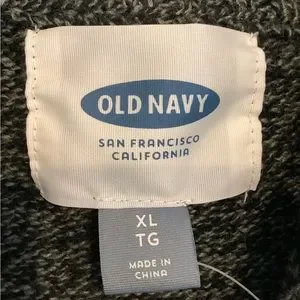 OLD NAVY
SAN FRANCISCO
CALIFORNIA
XL
TG
MADE IN
CHINA